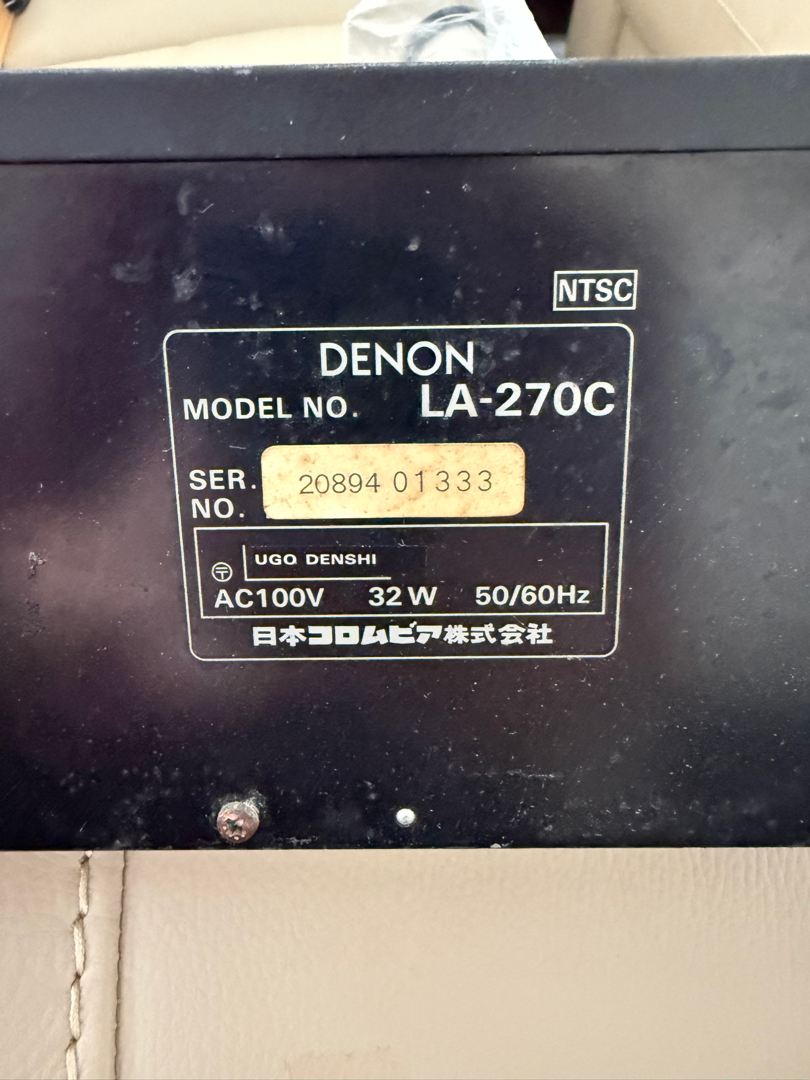 NTSC
DENON
MODEL NO. LA-270C
SER. NO. 20894 01333
〶 UGO DENSHI
AC100V 32W 50/60Hz
日本コロムビア株式会社